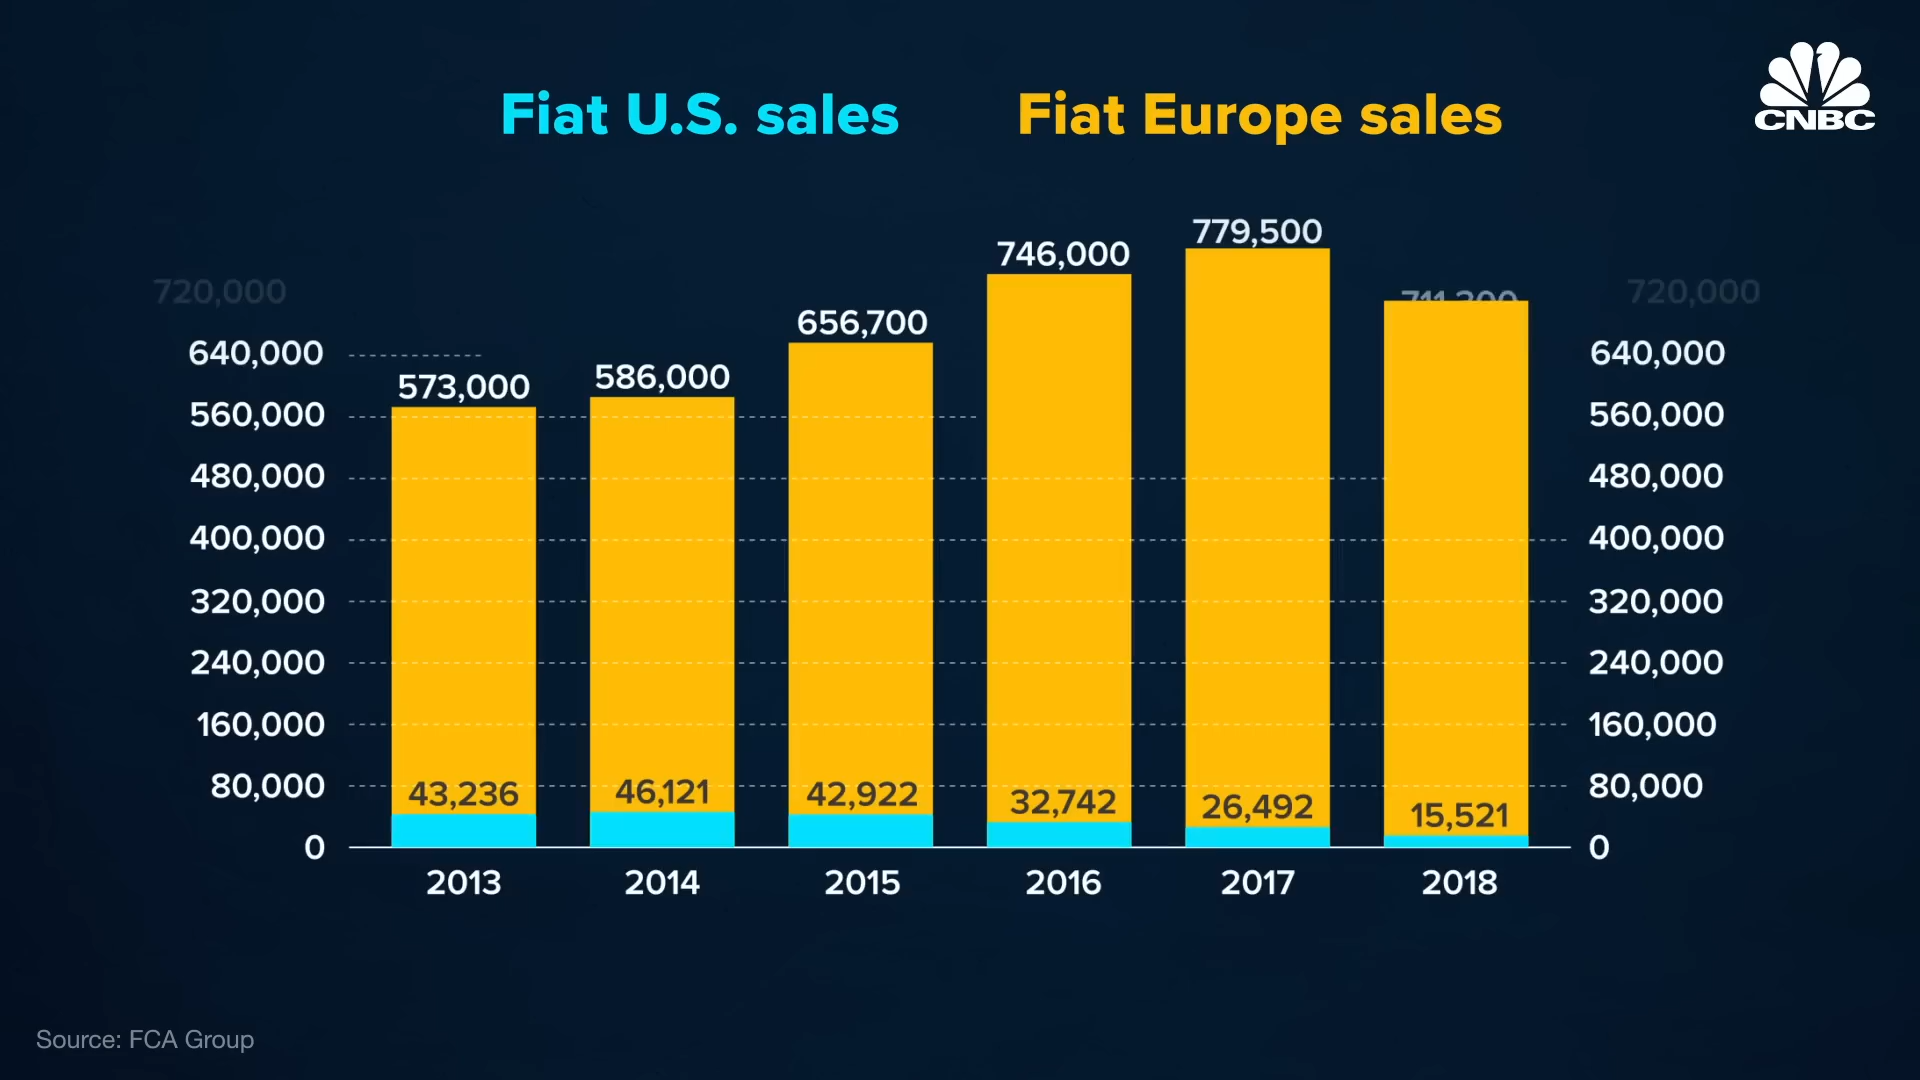 Fiat U.S. sales Fiat Europe sales
CNBC
720,000 720,000
640,000 640,000
560,000 560,000
480,000 480,000
400,000 400,000
320,000 320,000
240,000 240,000
160,000 160,000
80,000 80,000
0 0
573,000 586,000 656,700 746,000 779,500
43,236 46,121 42,922 32,742 26,492 15,521
2013 2014 2015 2016 2017 2018
Source: FCA Group